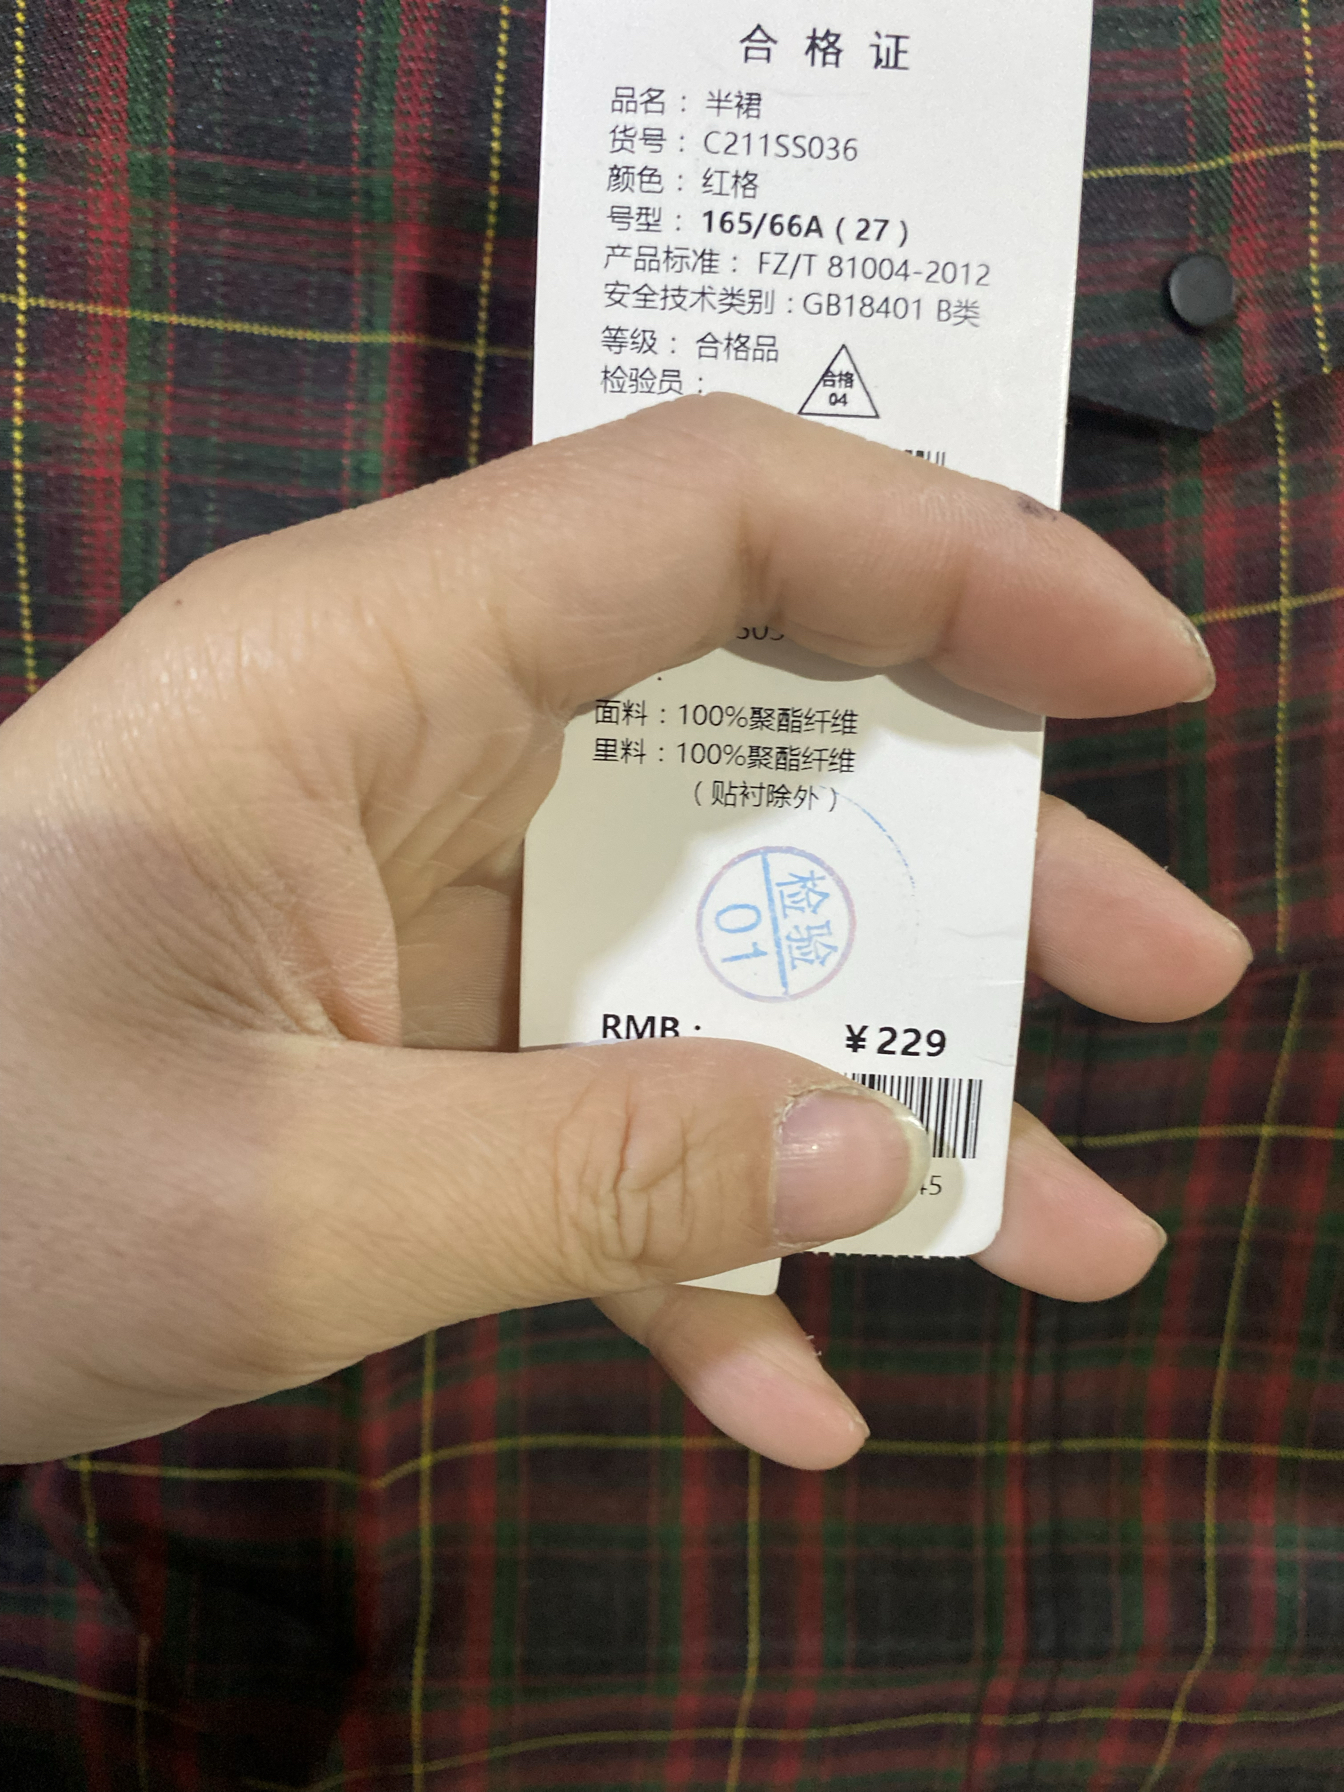 合格证
品名：半裙
货号：C211SS036
颜色：红格
号型：165/66A（27）
产品标准：FZ/T 81004-2012
安全技术类别：GB18401 B类
等级：合格品
检验员：
合格
04
面料：100%聚酯纤维
里料：100%聚酯纤维
（贴衬除外）
检验
01
RMB：
¥229
45